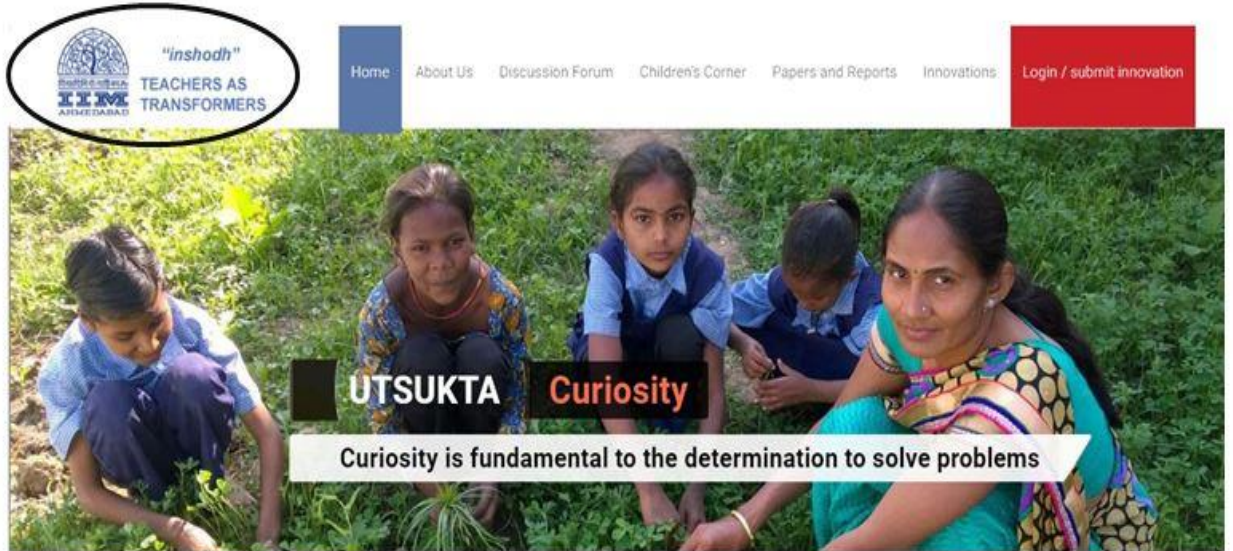 "inshodh"
TEACHERS AS
TRANSFORMERS
IIM
AHMEDABAD
Home About Us Discussion Forum Children's Corner Papers and Reports Innovations Login / submit innovation
UTSUKTA Curiosity
Curiosity is fundamental to the determination to solve problems